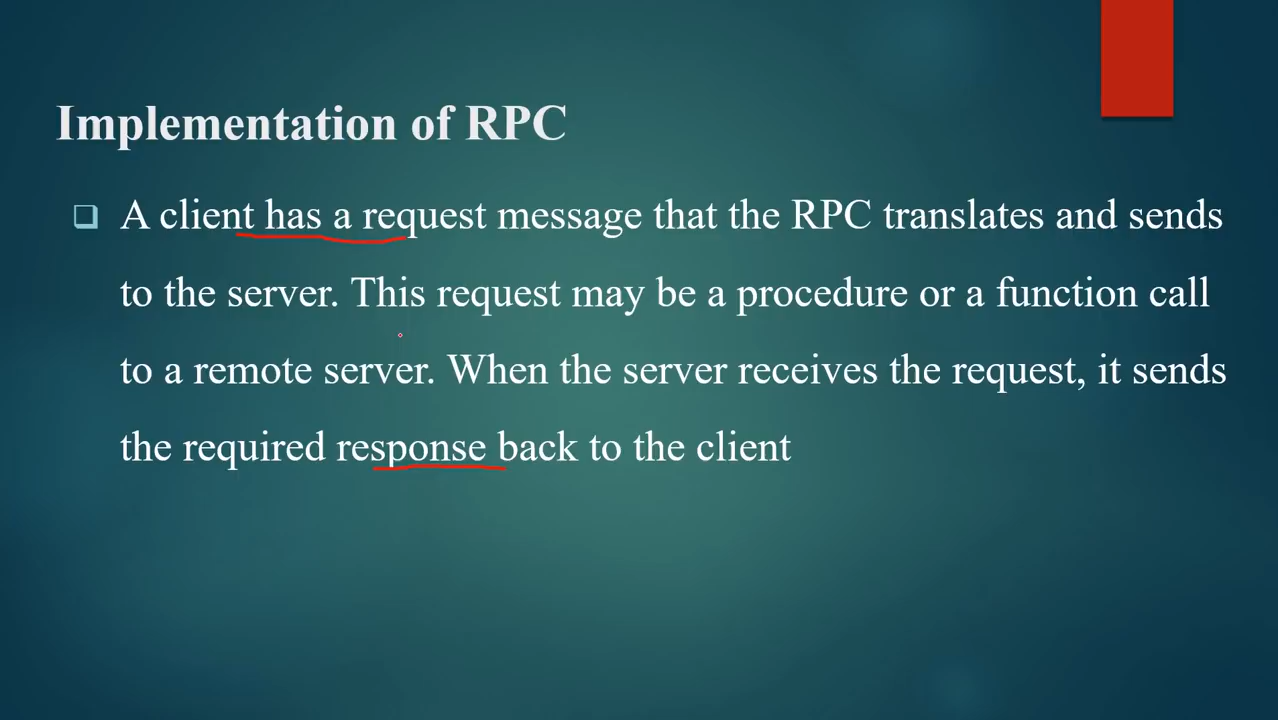 Implementation of RPC
A client has a request message that the RPC translates and sends
to the server. This request may be a procedure or a function call
to a remote server. When the server receives the request, it sends
the required response back to the client